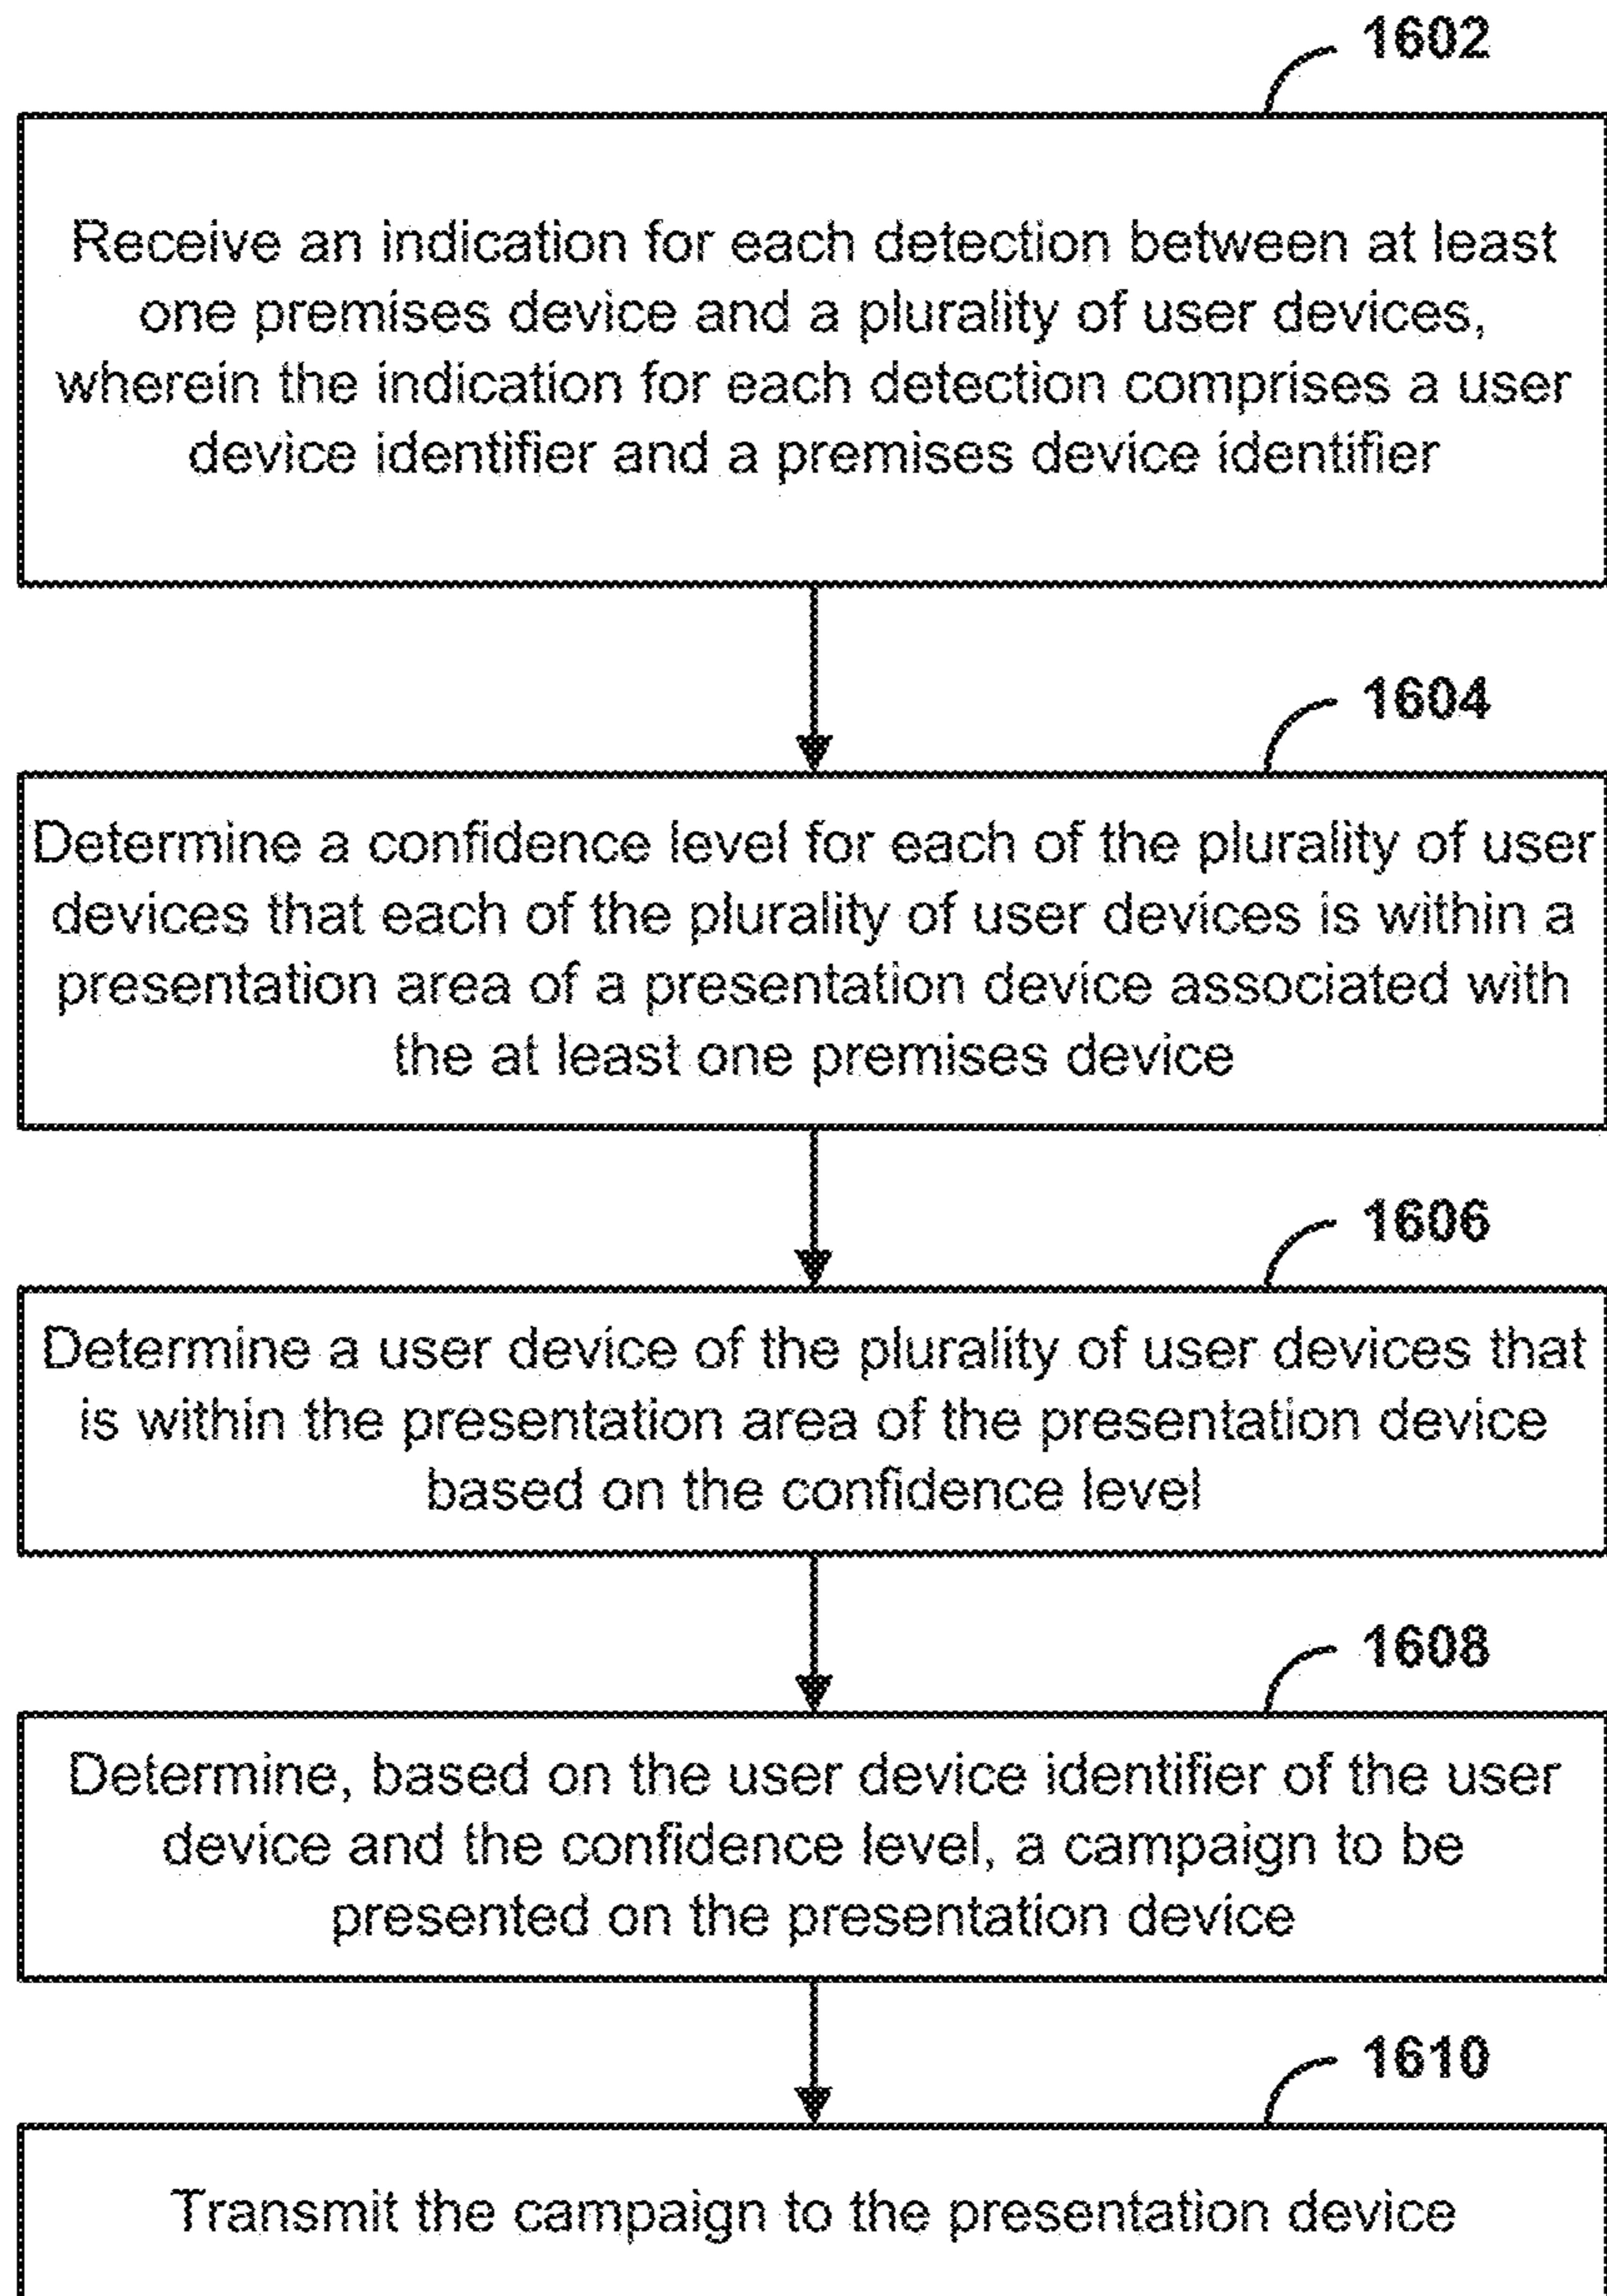 1602
Receive an indication for each detection between at least
one premises device and a plurality of user devices,
wherein the indication for each detection comprises a user
device identifier and a premises device identifier
1604
Determine a confidence level for each of the plurality of user
devices that each of the plurality of user devices is within a
presentation area of a presentation device associated with
the at least one premises device
1606
Determine a user device of the plurality of user devices that
is within the presentation area of the presentation device
based on the confidence level
1608
Determine, based on the user device identifier of the user
device and the confidence level, a campaign to be
presented on the presentation device
1610
Transmit the campaign to the presentation device